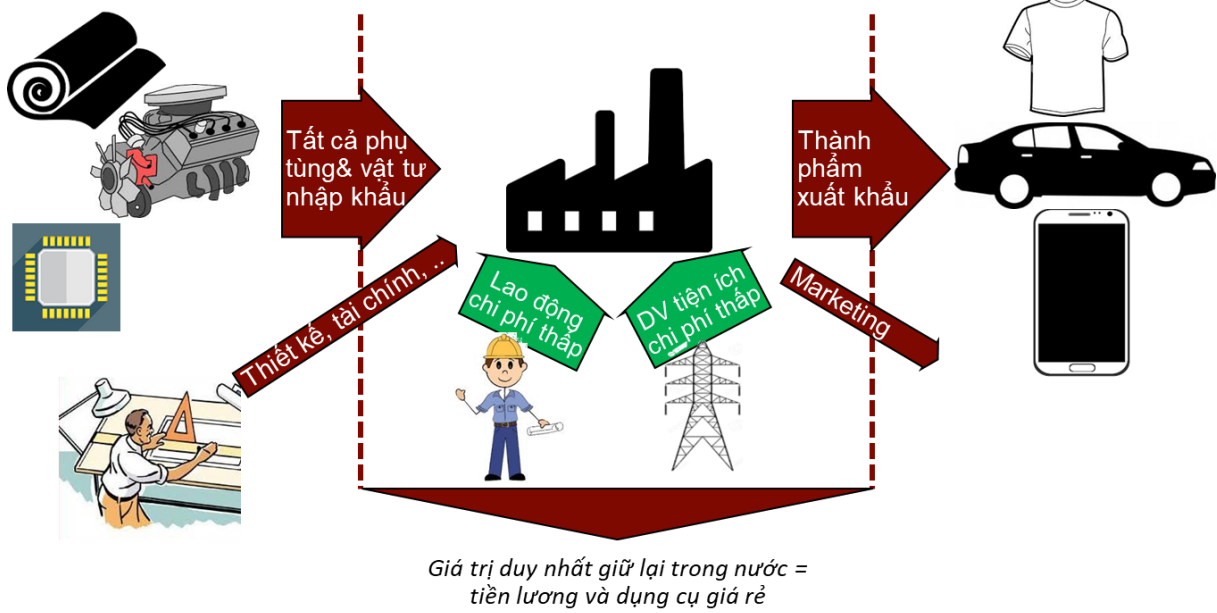 Tất cả phụ
tùng& vật tư
nhập khẩu
Thành
phẩm
xuất khẩu
Thiết kế, tài chính, ..
Lao động
chi phí thấp
DV tiện ích
chi phí thấp
Marketing
Giá trị duy nhất giữ lại trong nước =
tiền lương và dụng cụ giá rẻ